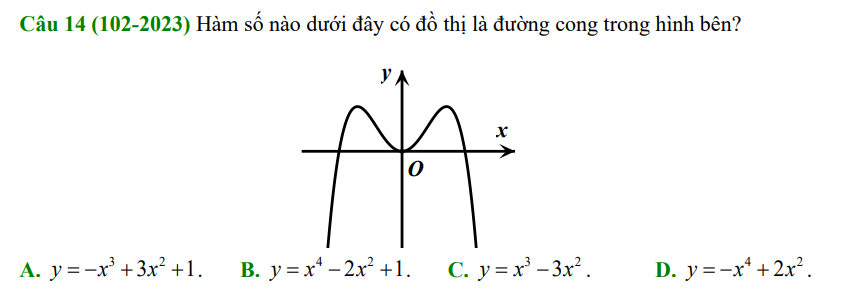 Câu 14 (102-2023) Hàm số nào dưới đây có đồ thị là đường cong trong hình bên?
y
x
O
A. y = −x³ + 3x² + 1. B. y = x⁴ − 2x² + 1. C. y = x³ − 3x². D. y = −x⁴ + 2x².